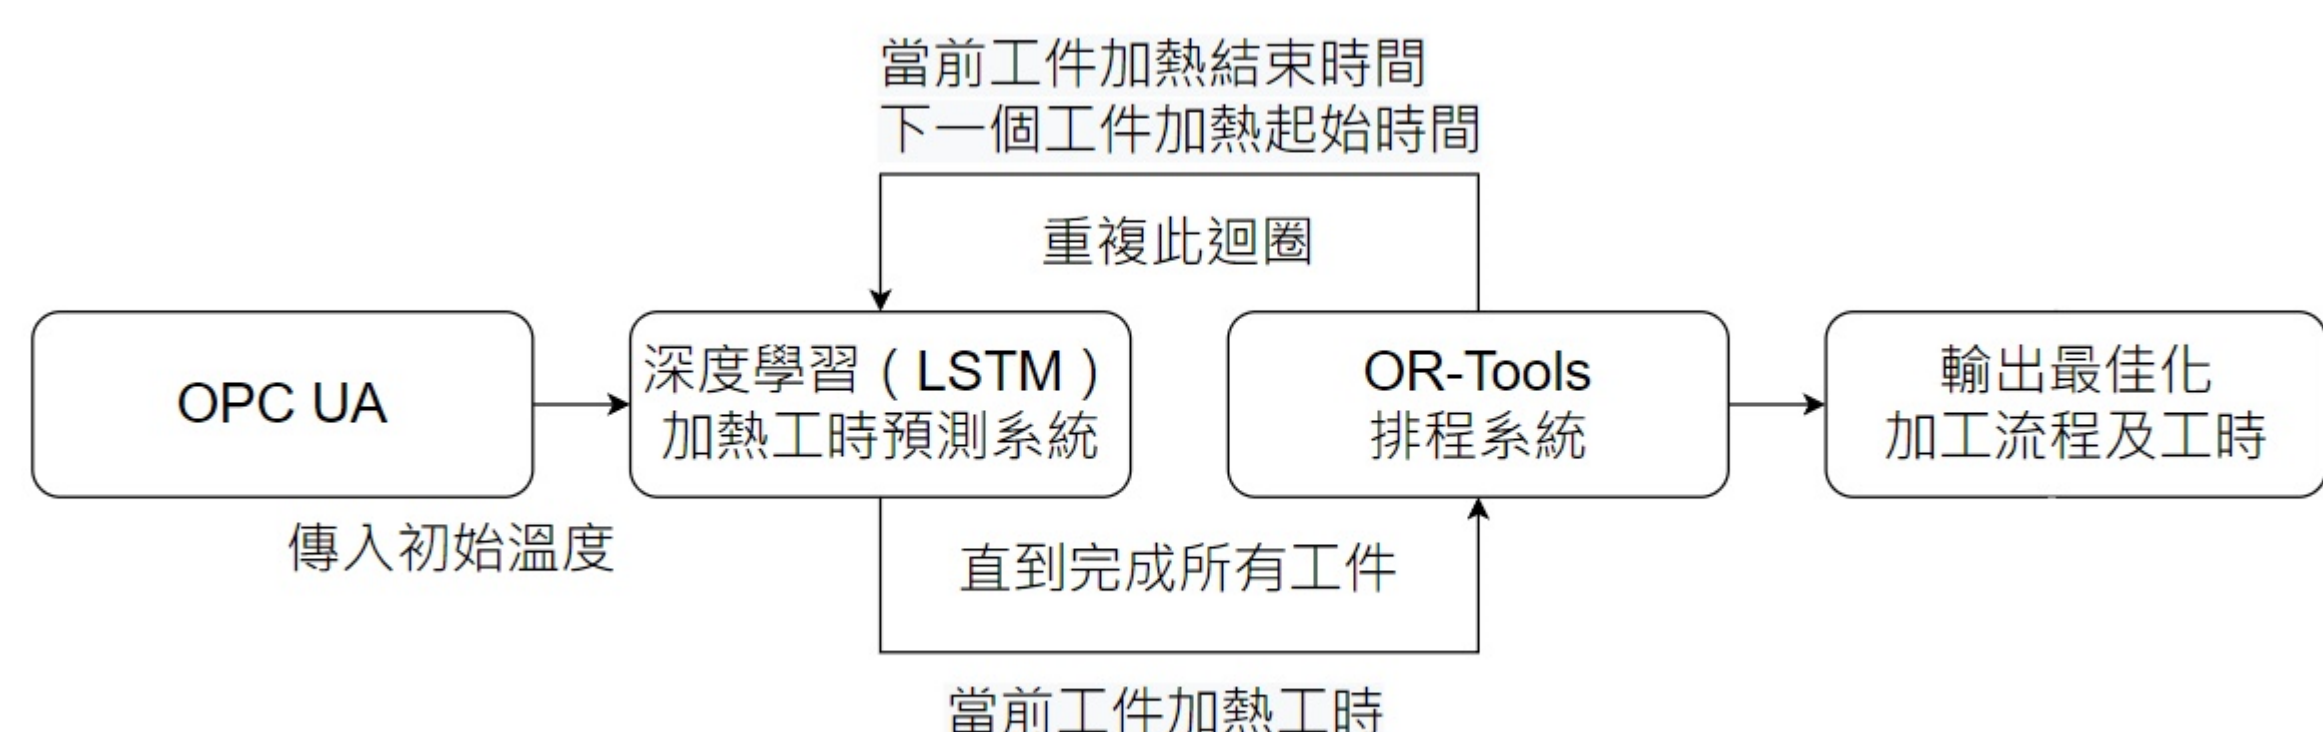 當前工件加熱結束時間
下一個工件加熱起始時間
重複此迴圈
OPC UA
深度學習（LSTM）
加熱工時預測系統
OR-Tools
排程系統
輸出最佳化
加工流程及工時
傳入初始溫度
直到完成所有工件
當前工件加熱工時